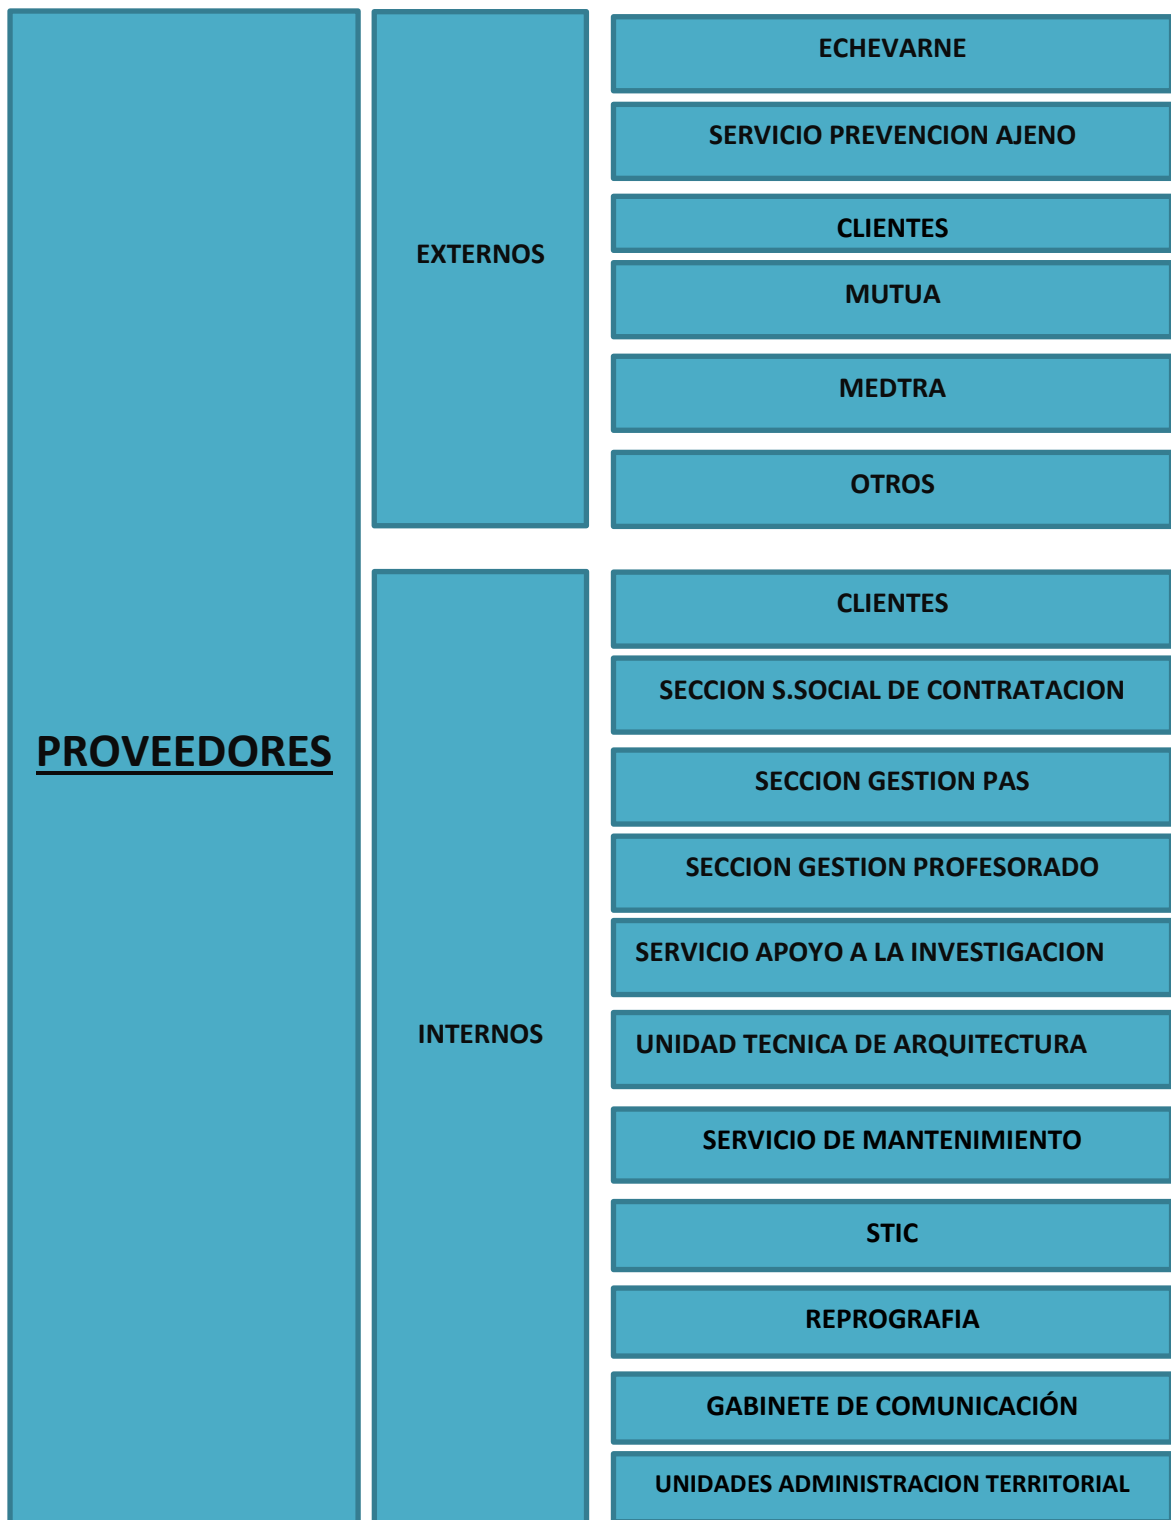 PROVEEDORES
EXTERNOS
ECHEVARNE
SERVICIO PREVENCION AJENO
CLIENTES
MUTUA
MEDTRA
OTROS
INTERNOS
CLIENTES
SECCION S.SOCIAL DE CONTRATACION
SECCION GESTION PAS
SECCION GESTION PROFESORADO
SERVICIO APOYO A LA INVESTIGACION
UNIDAD TECNICA DE ARQUITECTURA
SERVICIO DE MANTENIMIENTO
STIC
REPROGRAFIA
GABINETE DE COMUNICACIÓN
UNIDADES ADMINISTRACION TERRITORIAL